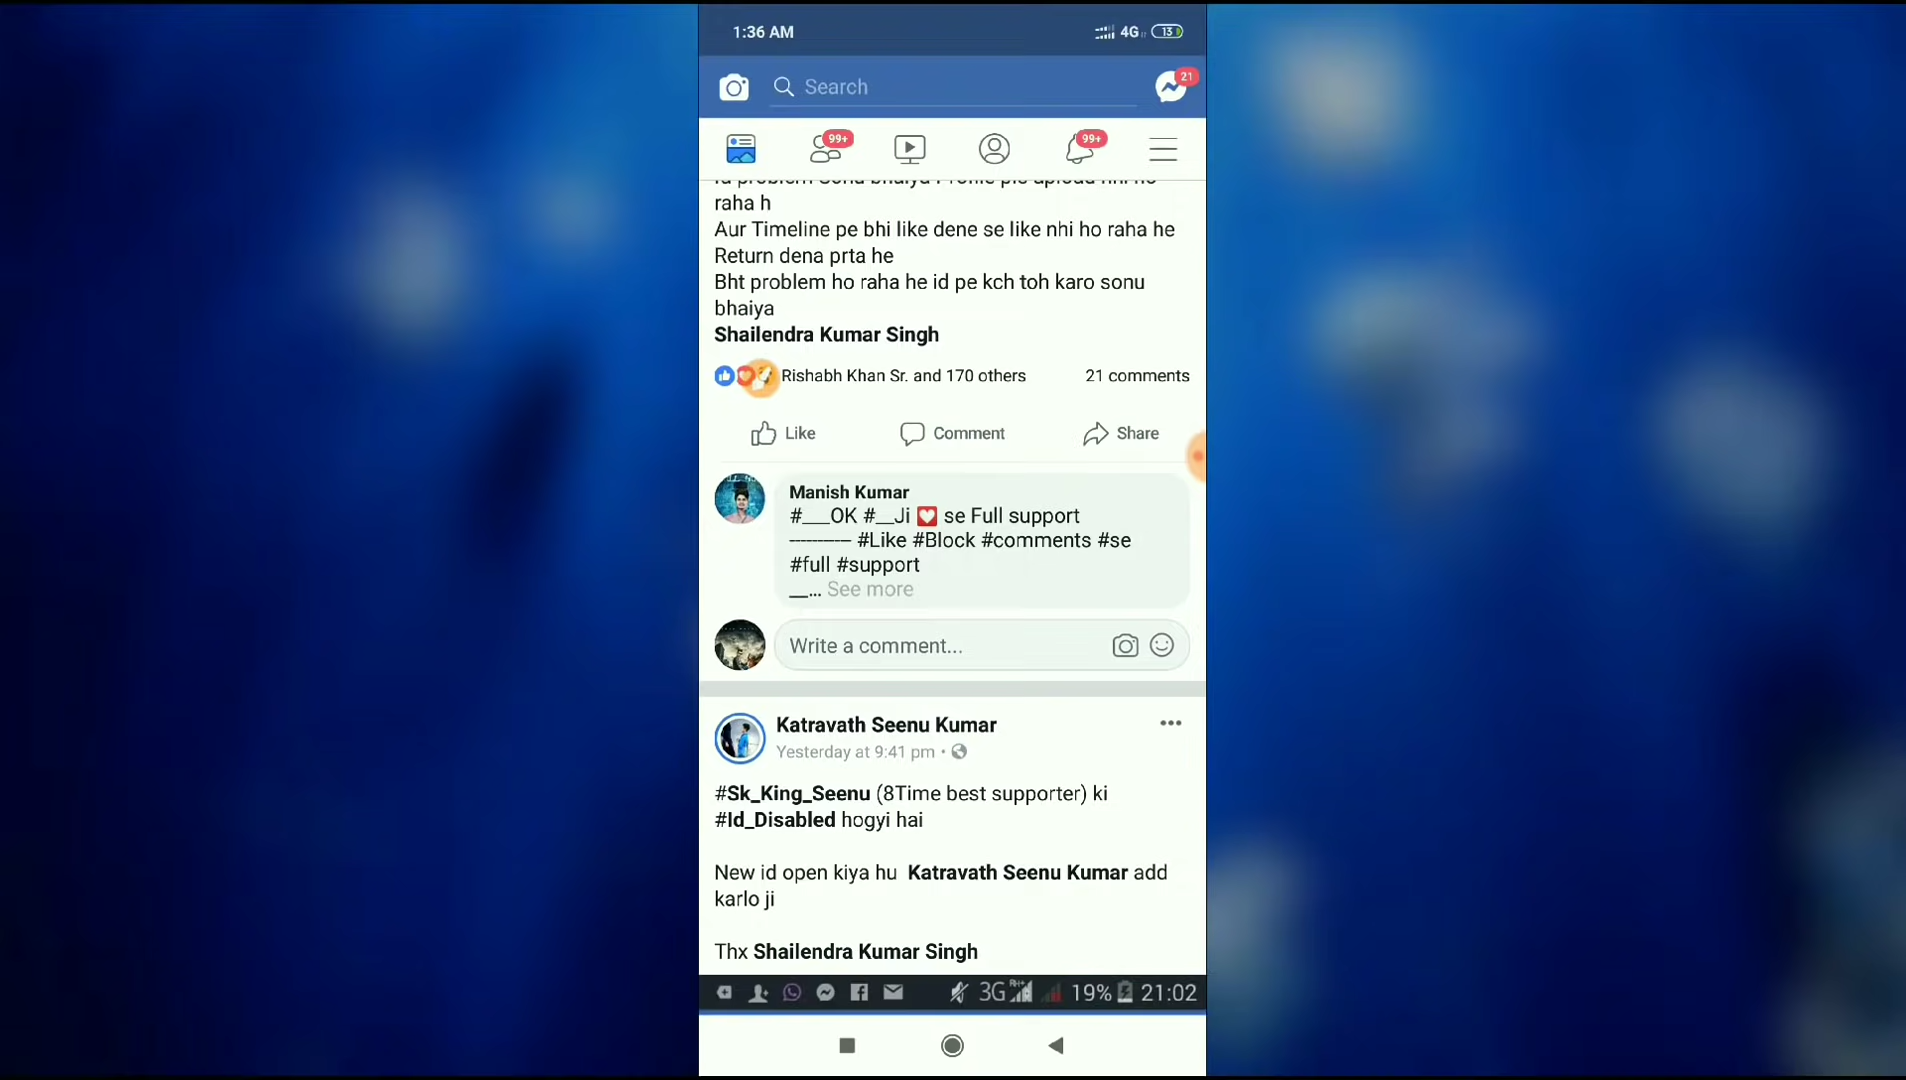 1:36 AM
4G 13
Search
21
99+
99+
raha h
Aur Timeline pe bhi like dene se like nhi ho raha he
Return dena prta he
Bht problem ho raha he id pe kch toh karo sonu
bhaiya
Shailendra Kumar Singh
Rishabh Khan Sr. and 170 others 21 comments
Like Comment Share
Manish Kumar
#___OK #__Ji se Full support
----------- #Like #Block #comments #se
#full #support
__... See more
Write a comment...
Katravath Seenu Kumar
Yesterday at 9:41 pm •
#Sk_King_Seenu (8Time best supporter) ki
#Id_Disabled hogyi hai
New id open kiya hu Katravath Seenu Kumar add
karlo ji
Thx Shailendra Kumar Singh
3G 19% 21:02